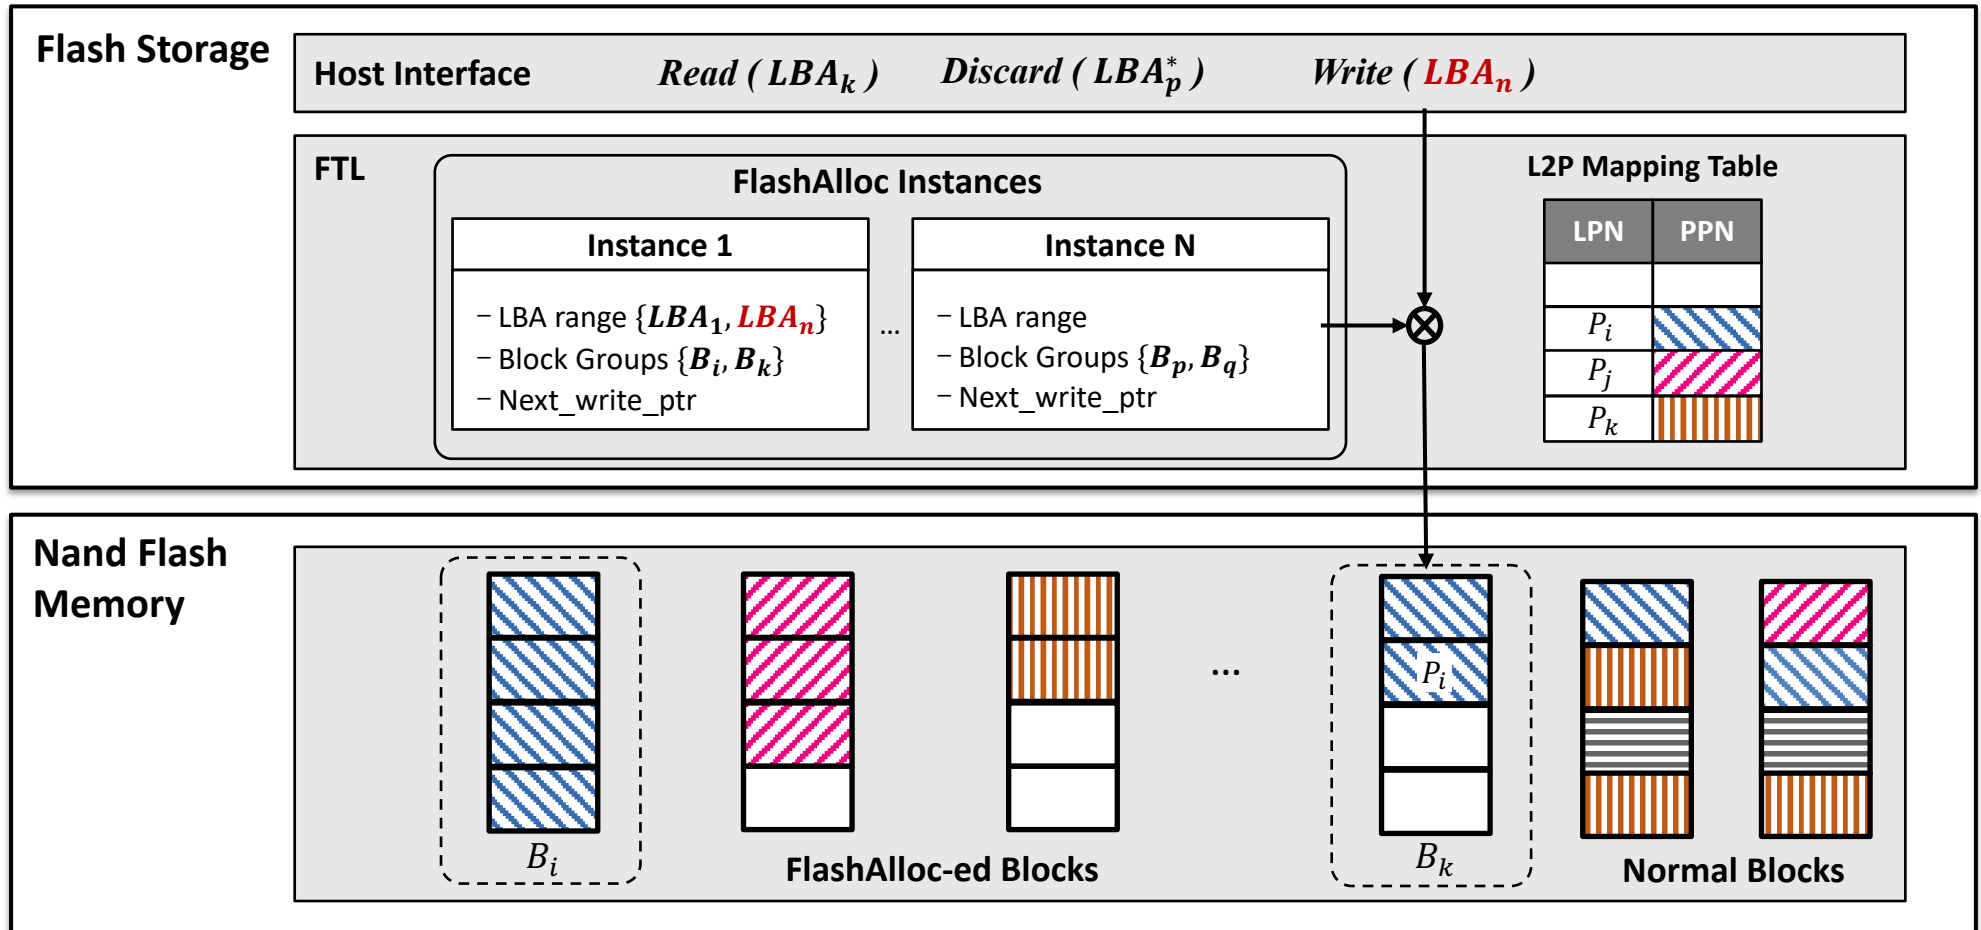 Flash Storage
Host Interface
Read ( LBA_k )
Discard ( LBA_p^* )
Write ( LBA_n )
FTL
FlashAlloc Instances
Instance 1
– LBA range {LBA_1, LBA_n}
– Block Groups {B_i, B_k}
– Next_write_ptr
...
Instance N
– LBA range
– Block Groups {B_p, B_q}
– Next_write_ptr
L2P Mapping Table
LPN PPN
P_i
P_j
P_k
Nand Flash
Memory
...
P_i
B_i
FlashAlloc-ed Blocks
B_k
Normal Blocks